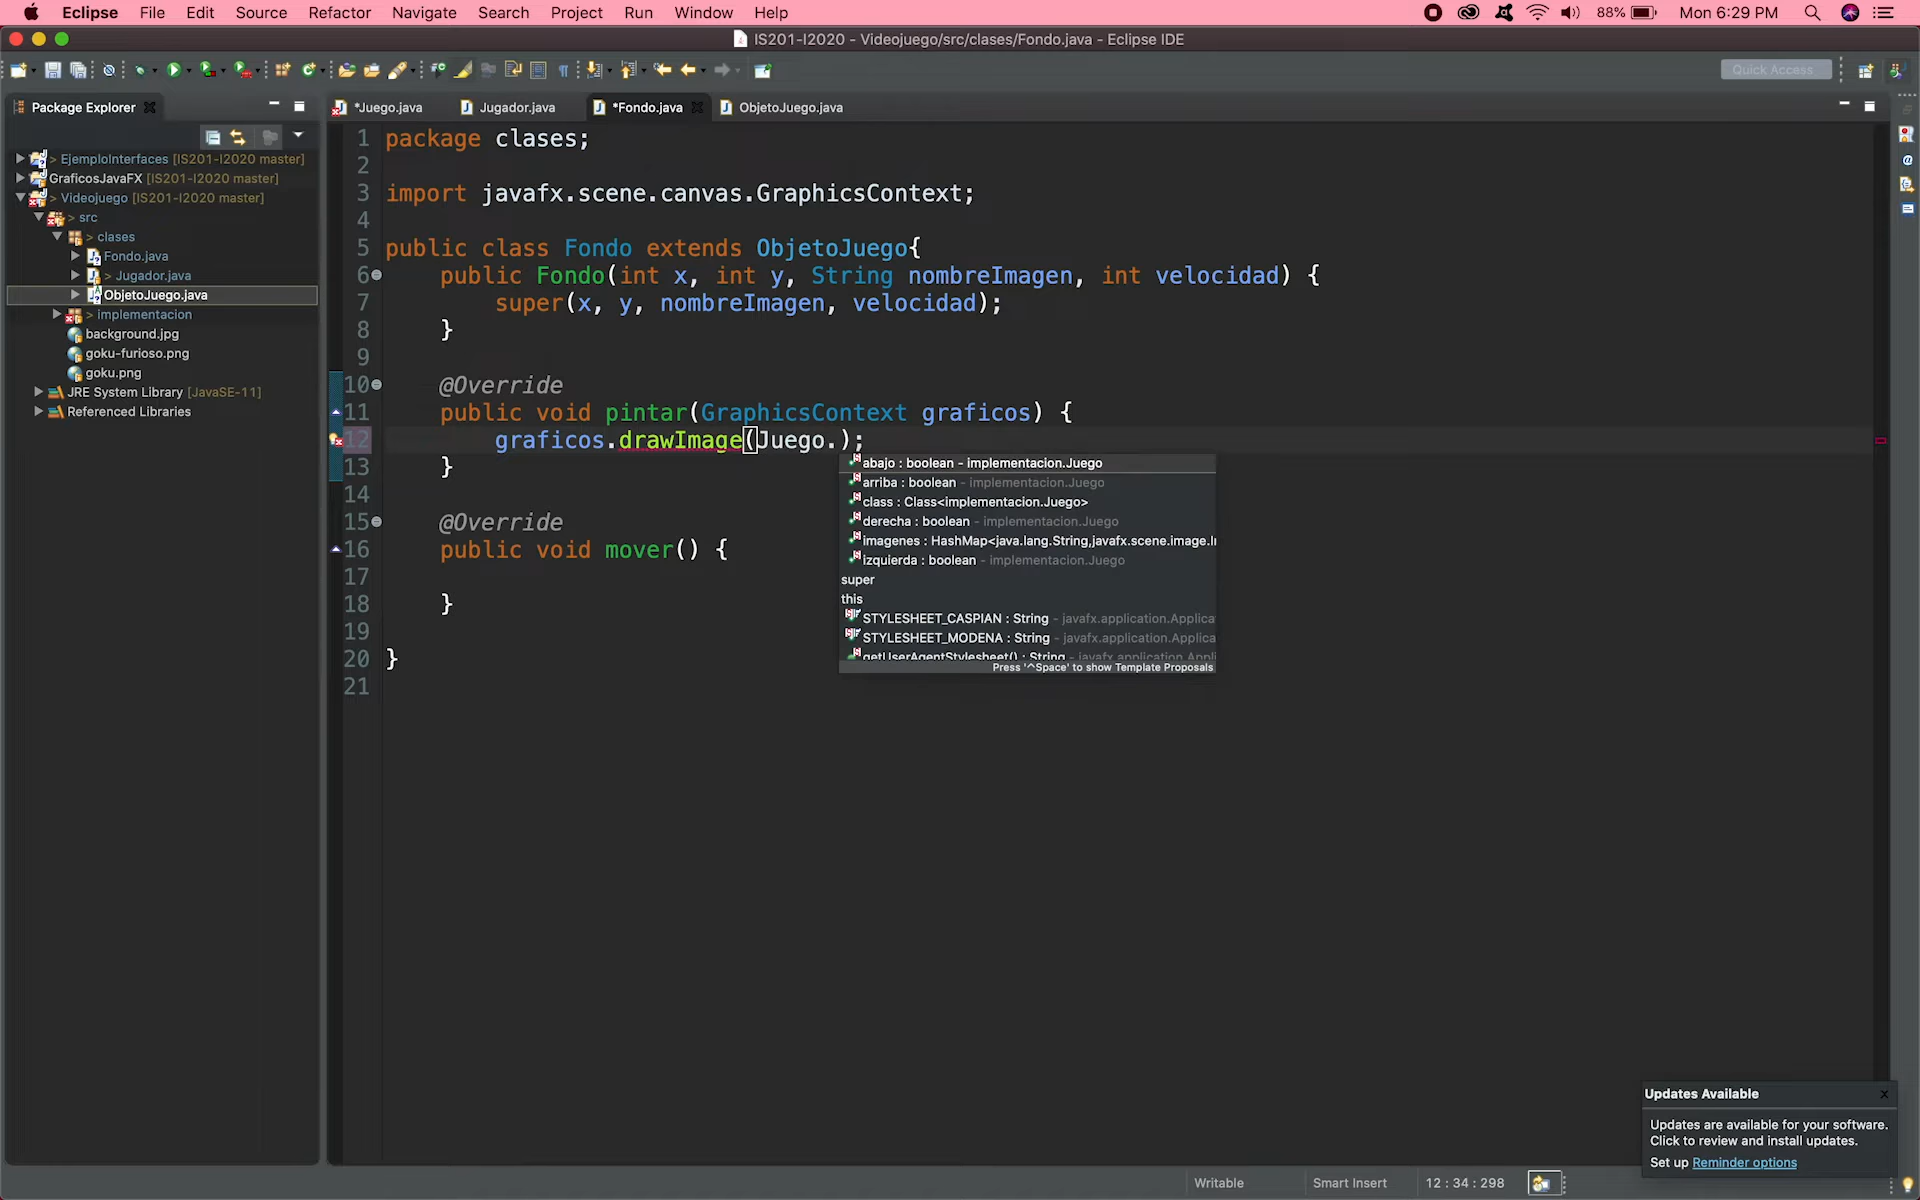 Eclipse File Edit Source Refactor Navigate Search Project Run Window Help 88% Mon 6:29 PM
IS201-I2020 - Videojuego/src/clases/Fondo.java - Eclipse IDE
Quick Access
Package Explorer
> EjemploInterfaces [IS201-I2020 master]
GraficosJavaFX [IS201-I2020 master]
> Videojuego [IS201-I2020 master]
> src
> clases
Fondo.java
> Jugador.java
ObjetoJuego.java
> implementacion
background.jpg
goku-furioso.png
goku.png
JRE System Library [JavaSE-11]
Referenced Libraries
*Juego.java Jugador.java *Fondo.java ObjetoJuego.java
1 package clases;
2
3 import javafx.scene.canvas.GraphicsContext;
4
5 public class Fondo extends ObjetoJuego{
6 public Fondo(int x, int y, String nombreImagen, int velocidad) {
7 super(x, y, nombreImagen, velocidad);
8 }
9
10 @Override
11 public void pintar(GraphicsContext graficos) {
12 graficos.drawImage(Juego.);
13 }
14
15 @Override
16 public void mover() {
17
18 }
19
20 }
21
abajo : boolean - implementacion.Juego
arriba : boolean - implementacion.Juego
class : Class<implementacion.Juego>
derecha : boolean - implementacion.Juego
imagenes : HashMap<java.lang.String,javafx.scene.image.I
izquierda : boolean - implementacion.Juego
super
this
STYLESHEET_CASPIAN : String - javafx.application.Applica
STYLESHEET_MODENA : String - javafx.application.Applica
getUserAgentStylesheet() : String - javafx.application.Appli
Press '^Space' to show Template Proposals
Updates Available
Updates are available for your software.
Click to review and install updates.
Set up Reminder options
Writable Smart Insert 12 : 34 : 298